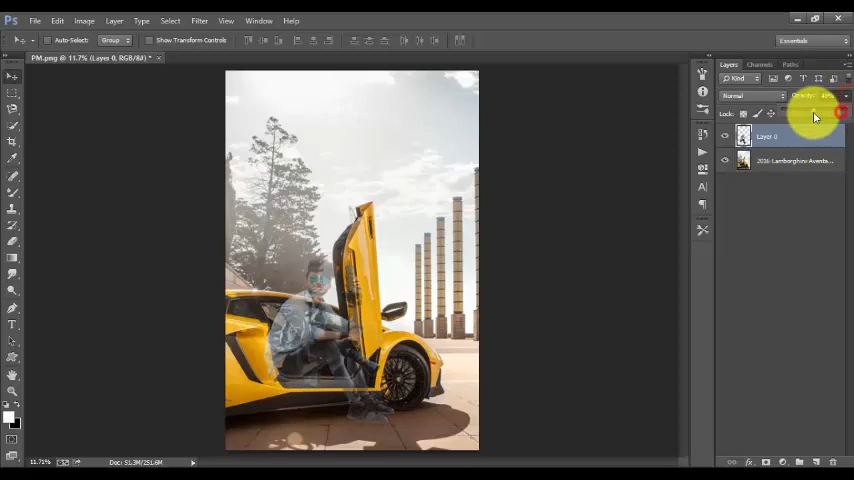 Ps File Edit Image Layer Type Select Filter View Window Help
Auto-Select: Group Show Transform Controls Essentials
PM.png @ 11.7% (Layer 0, RGB/8) *
Layers Channels Paths
Kind
Normal Opacity:
Lock:
Layer 0
2016 Lamborghini Aventa...
11.71% Doc: 51.3M/251.6M